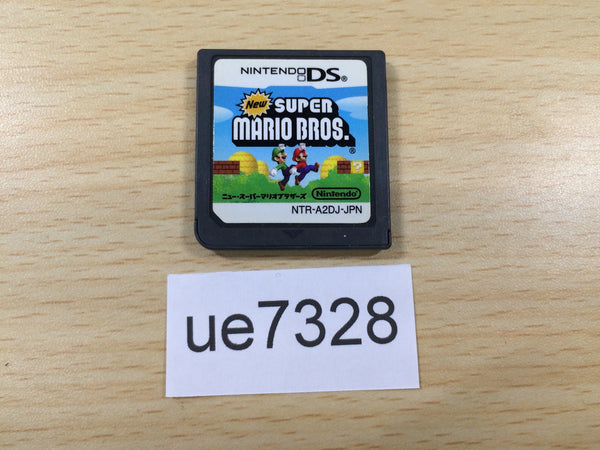 NINTENDO DS®
New SUPER
MARIO BROS.®
?
ニュー・スーパーマリオブラザーズ
Nintendo®
NTR-A2DJ-JPN
ue7328